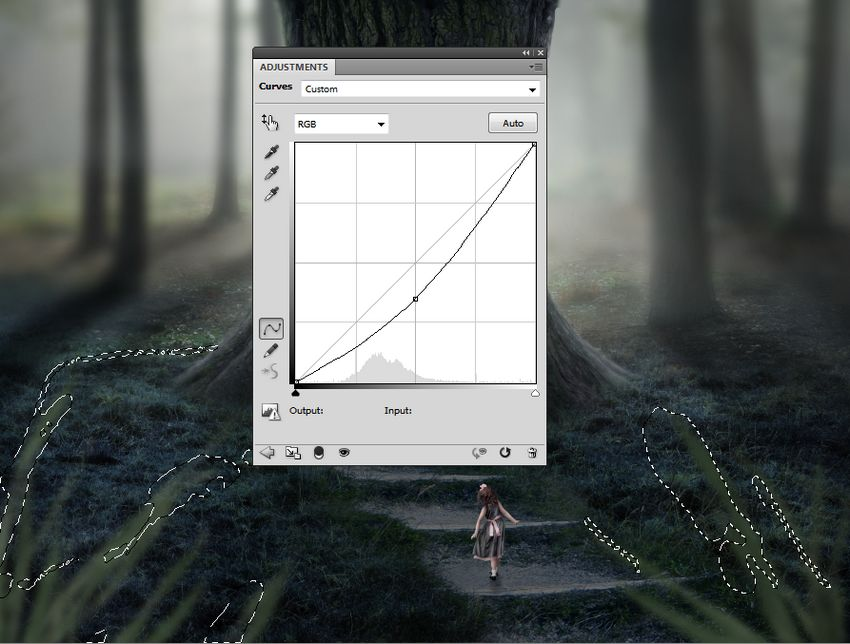 ADJUSTMENTS
Curves Custom
RGB Auto
Output: Input: